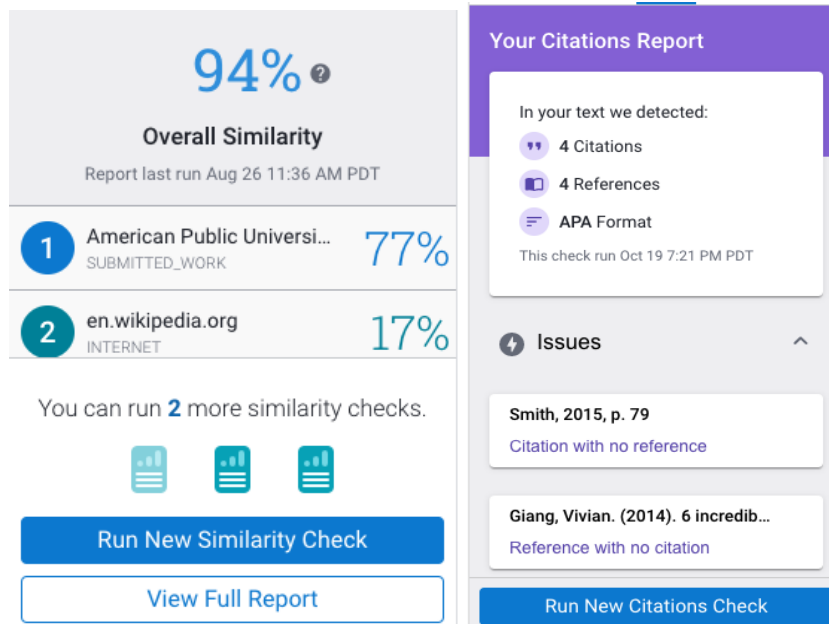 94% ?
Overall Similarity
Report last run Aug 26 11:36 AM PDT
1 American Public Universi... 77%
SUBMITTED_WORK
2 en.wikipedia.org 17%
INTERNET
You can run 2 more similarity checks.
Run New Similarity Check
View Full Report
Your Citations Report
In your text we detected:
4 Citations
4 References
APA Format
This check run Oct 19 7:21 PM PDT
Issues
Smith, 2015, p. 79
Citation with no reference
Giang, Vivian. (2014). 6 incredib...
Reference with no citation
Run New Citations Check